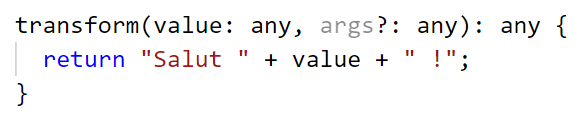 transform(value: any, args?: any): any {
  return "Salut " + value + " !";
}